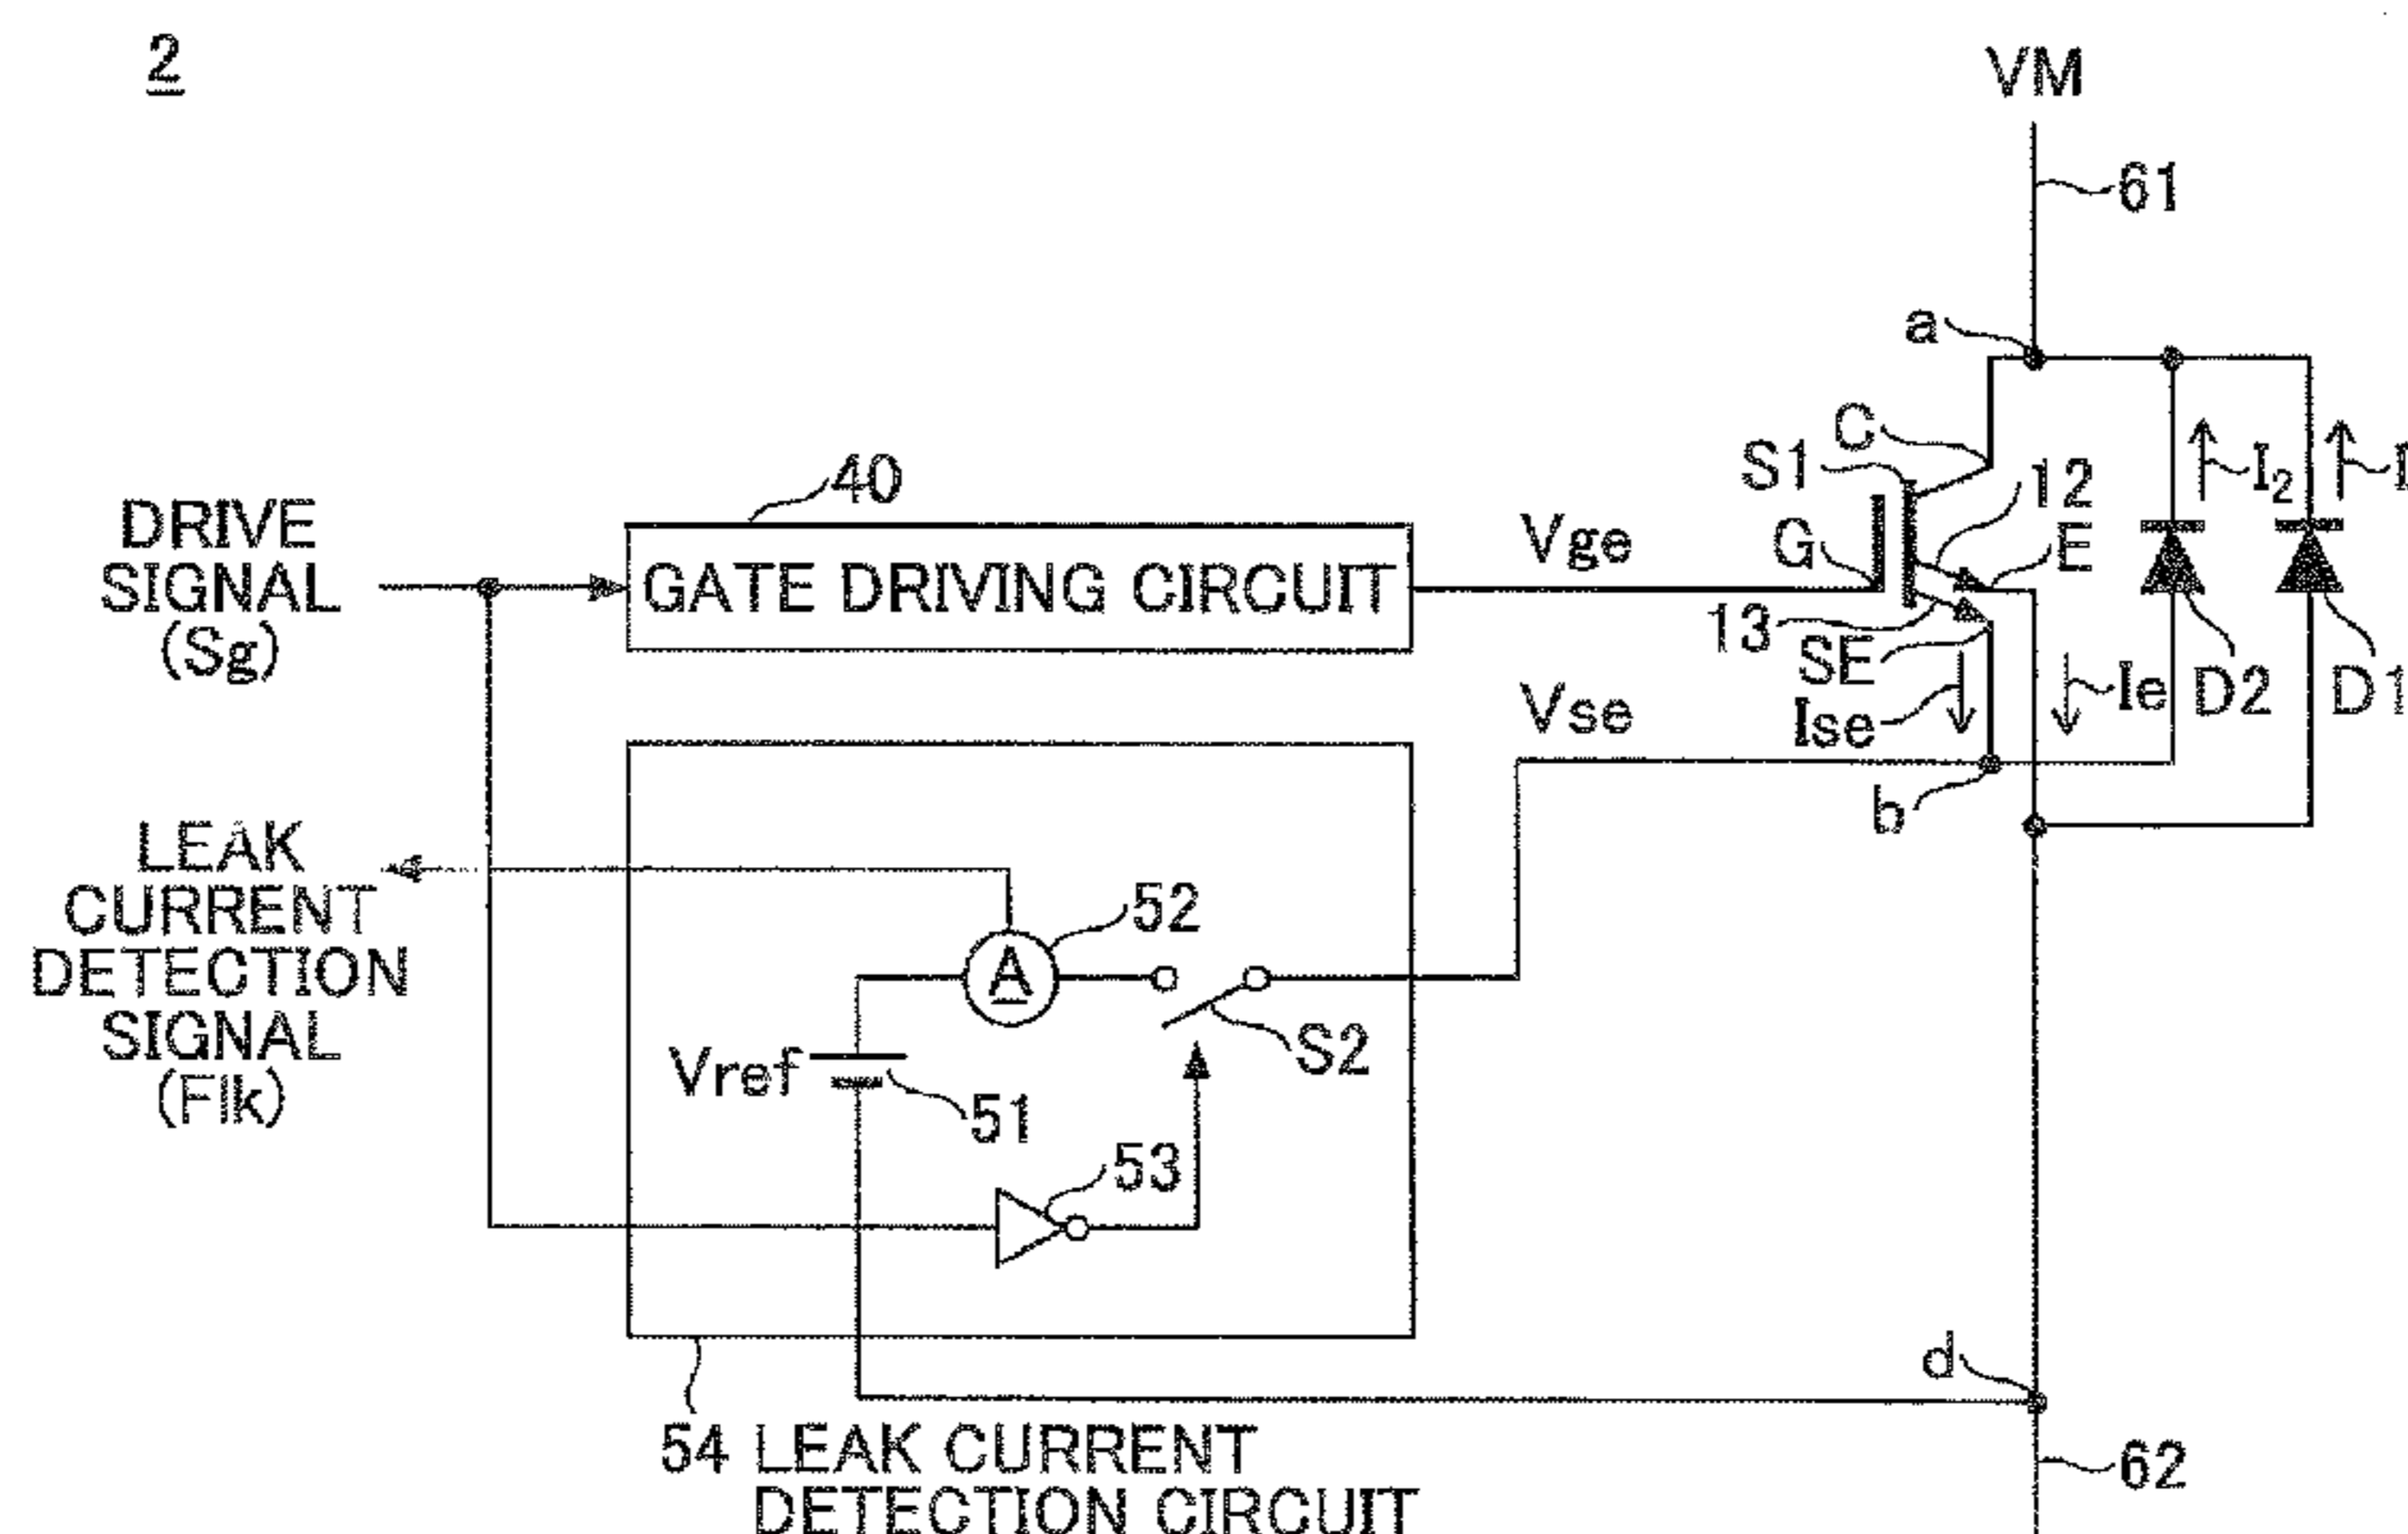 2
VM
61
a
C
S1
12
I2
I
40
DRIVE
SIGNAL
(Sg)
GATE DRIVING CIRCUIT
Vge
G
E
13
SE
Ise
Ie
D2
D1
Vse
b
LEAK
CURRENT
DETECTION
SIGNAL
(Flk)
52
A
S2
Vref
51
53
d
54 LEAK CURRENT
DETECTION CIRCUIT
62